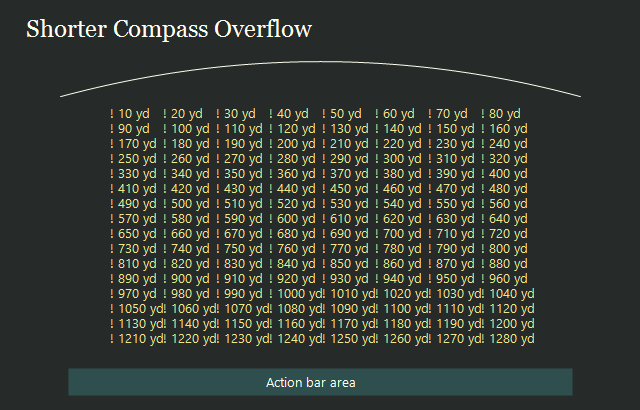 Shorter Compass Overflow
! 10 yd ! 20 yd ! 30 yd ! 40 yd ! 50 yd ! 60 yd ! 70 yd ! 80 yd
! 90 yd ! 100 yd ! 110 yd ! 120 yd ! 130 yd ! 140 yd ! 150 yd ! 160 yd
! 170 yd ! 180 yd ! 190 yd ! 200 yd ! 210 yd ! 220 yd ! 230 yd ! 240 yd
! 250 yd ! 260 yd ! 270 yd ! 280 yd ! 290 yd ! 300 yd ! 310 yd ! 320 yd
! 330 yd ! 340 yd ! 350 yd ! 360 yd ! 370 yd ! 380 yd ! 390 yd ! 400 yd
! 410 yd ! 420 yd ! 430 yd ! 440 yd ! 450 yd ! 460 yd ! 470 yd ! 480 yd
! 490 yd ! 500 yd ! 510 yd ! 520 yd ! 530 yd ! 540 yd ! 550 yd ! 560 yd
! 570 yd ! 580 yd ! 590 yd ! 600 yd ! 610 yd ! 620 yd ! 630 yd ! 640 yd
! 650 yd ! 660 yd ! 670 yd ! 680 yd ! 690 yd ! 700 yd ! 710 yd ! 720 yd
! 730 yd ! 740 yd ! 750 yd ! 760 yd ! 770 yd ! 780 yd ! 790 yd ! 800 yd
! 810 yd ! 820 yd ! 830 yd ! 840 yd ! 850 yd ! 860 yd ! 870 yd ! 880 yd
! 890 yd ! 900 yd ! 910 yd ! 920 yd ! 930 yd ! 940 yd ! 950 yd ! 960 yd
! 970 yd ! 980 yd ! 990 yd ! 1000 yd ! 1010 yd ! 1020 yd ! 1030 yd ! 1040 yd
! 1050 yd ! 1060 yd ! 1070 yd ! 1080 yd ! 1090 yd ! 1100 yd ! 1110 yd ! 1120 yd
! 1130 yd ! 1140 yd ! 1150 yd ! 1160 yd ! 1170 yd ! 1180 yd ! 1190 yd ! 1200 yd
! 1210 yd ! 1220 yd ! 1230 yd ! 1240 yd ! 1250 yd ! 1260 yd ! 1270 yd ! 1280 yd
Action bar area